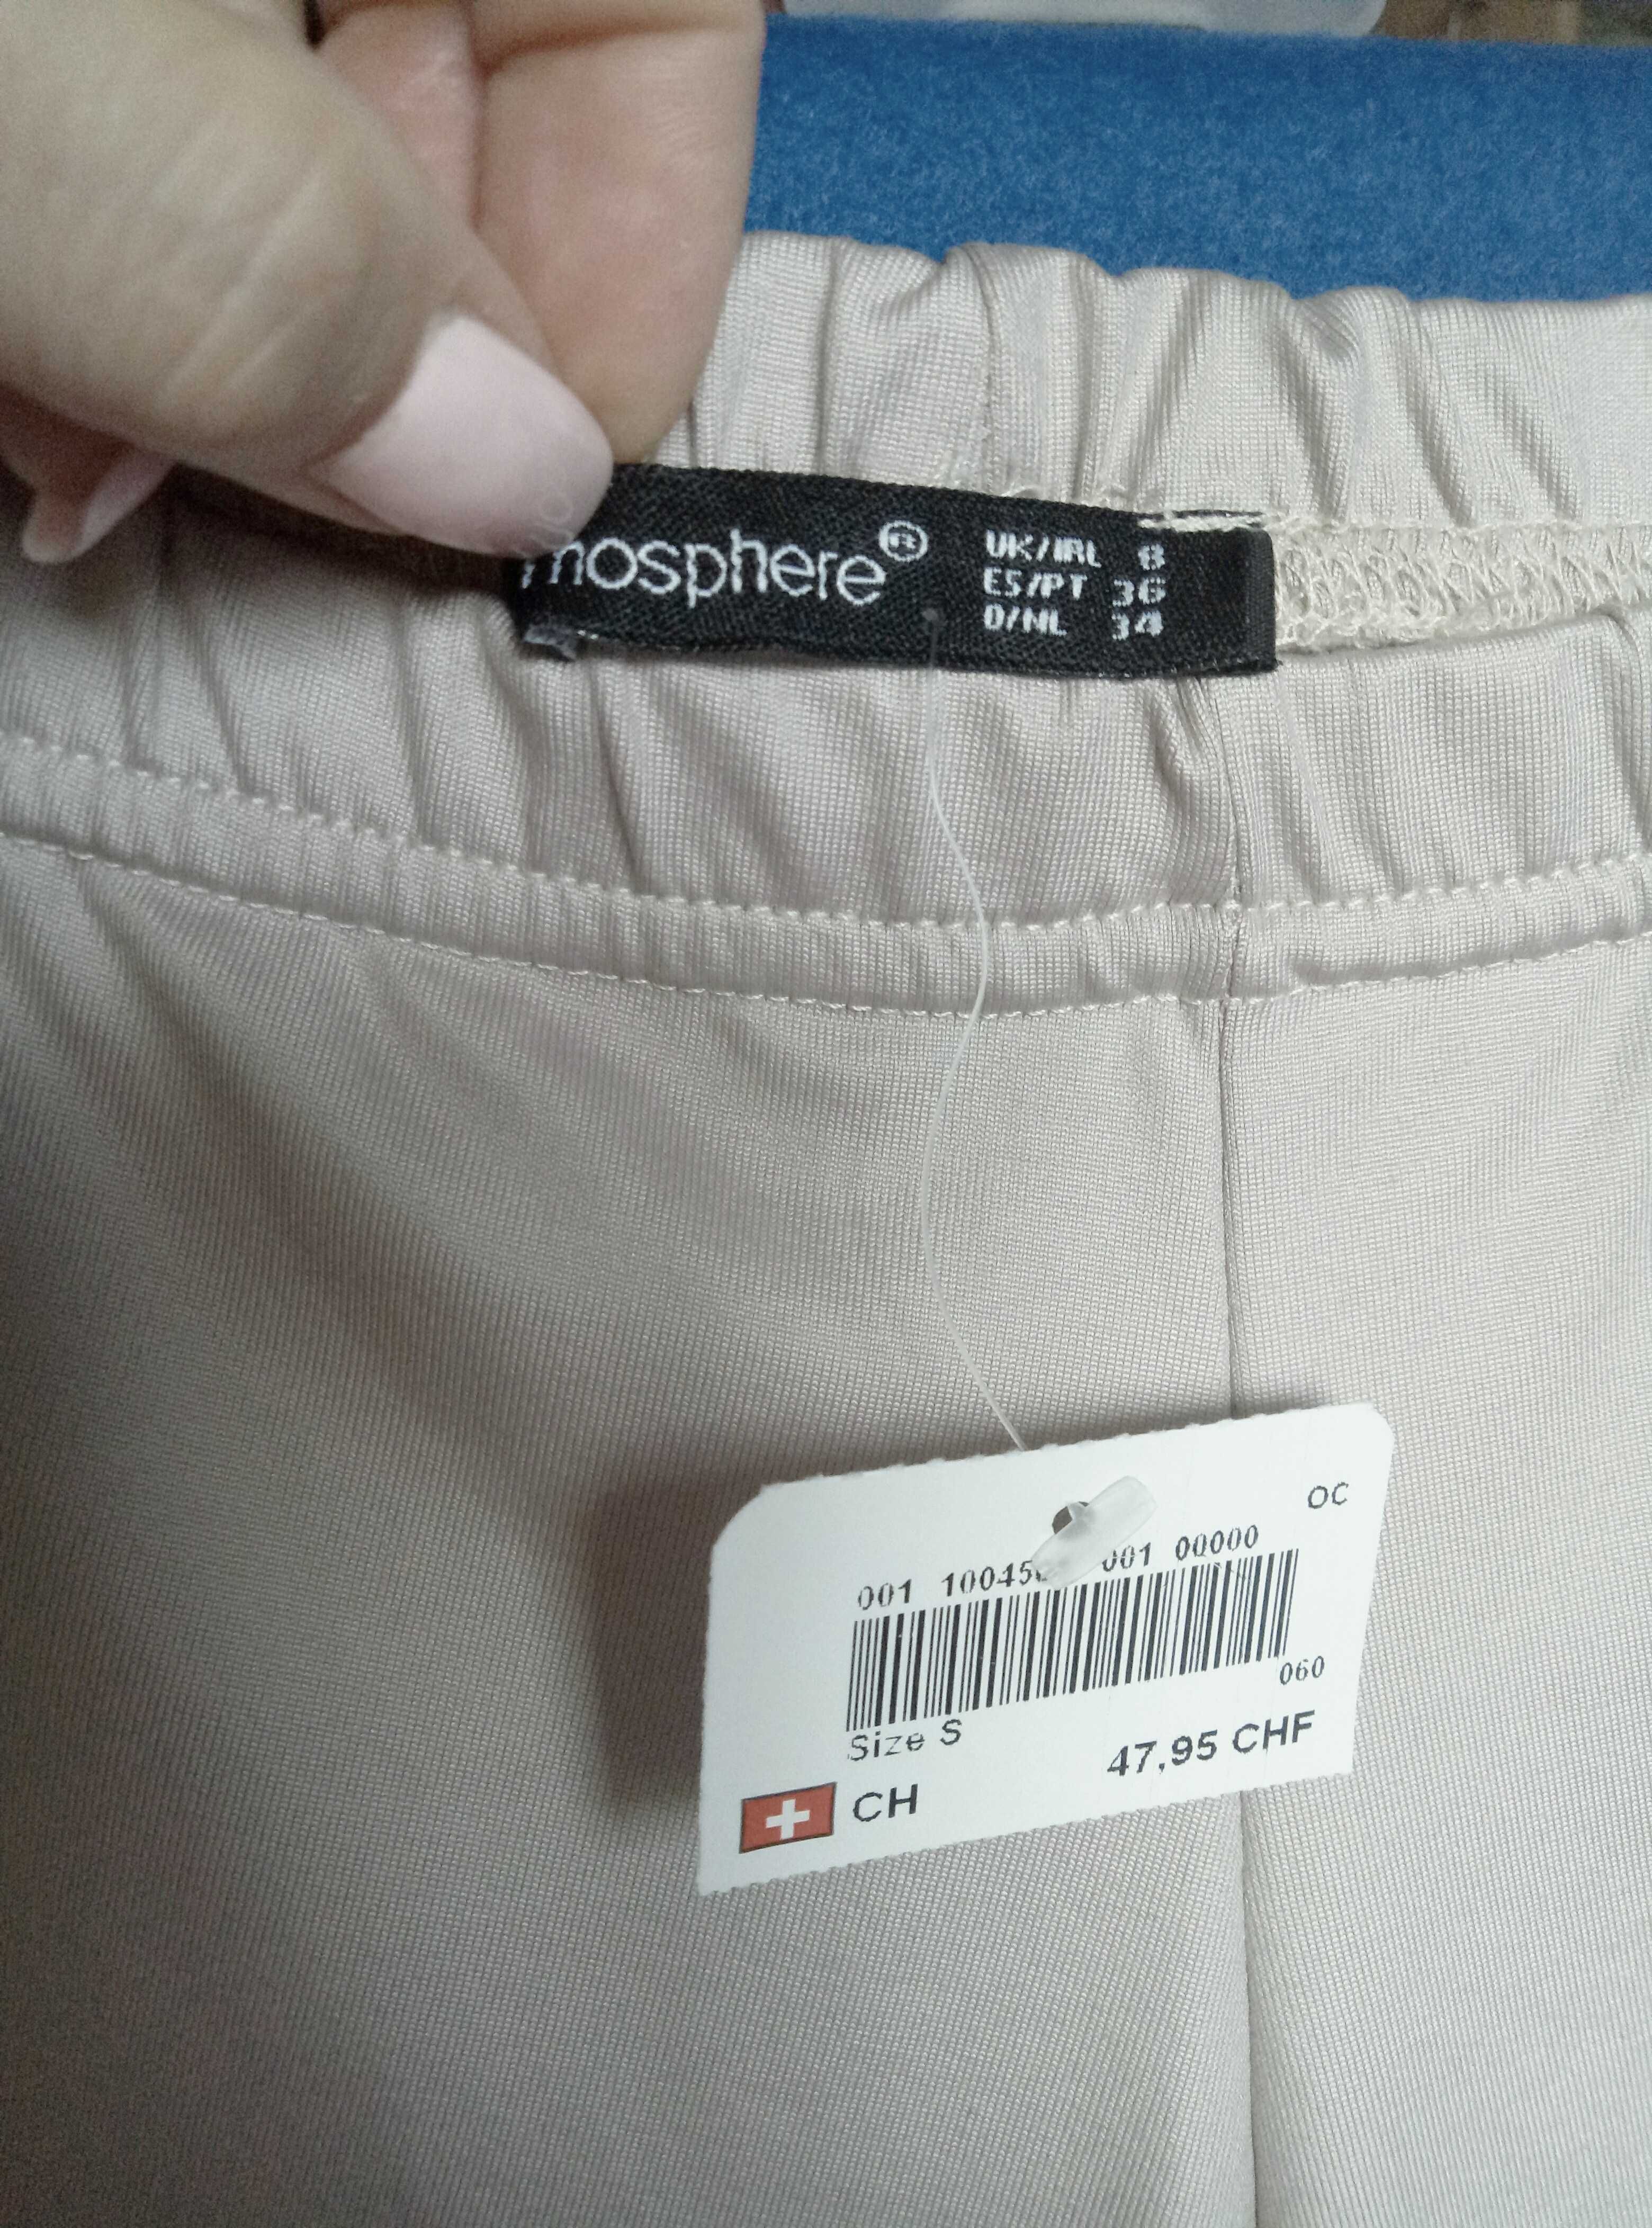 mosphere®
UK/IRL 8
ES/PT 36
D/NL 34
OC
001 10045 001 00000
060
Size S
47,95 CHF
CH